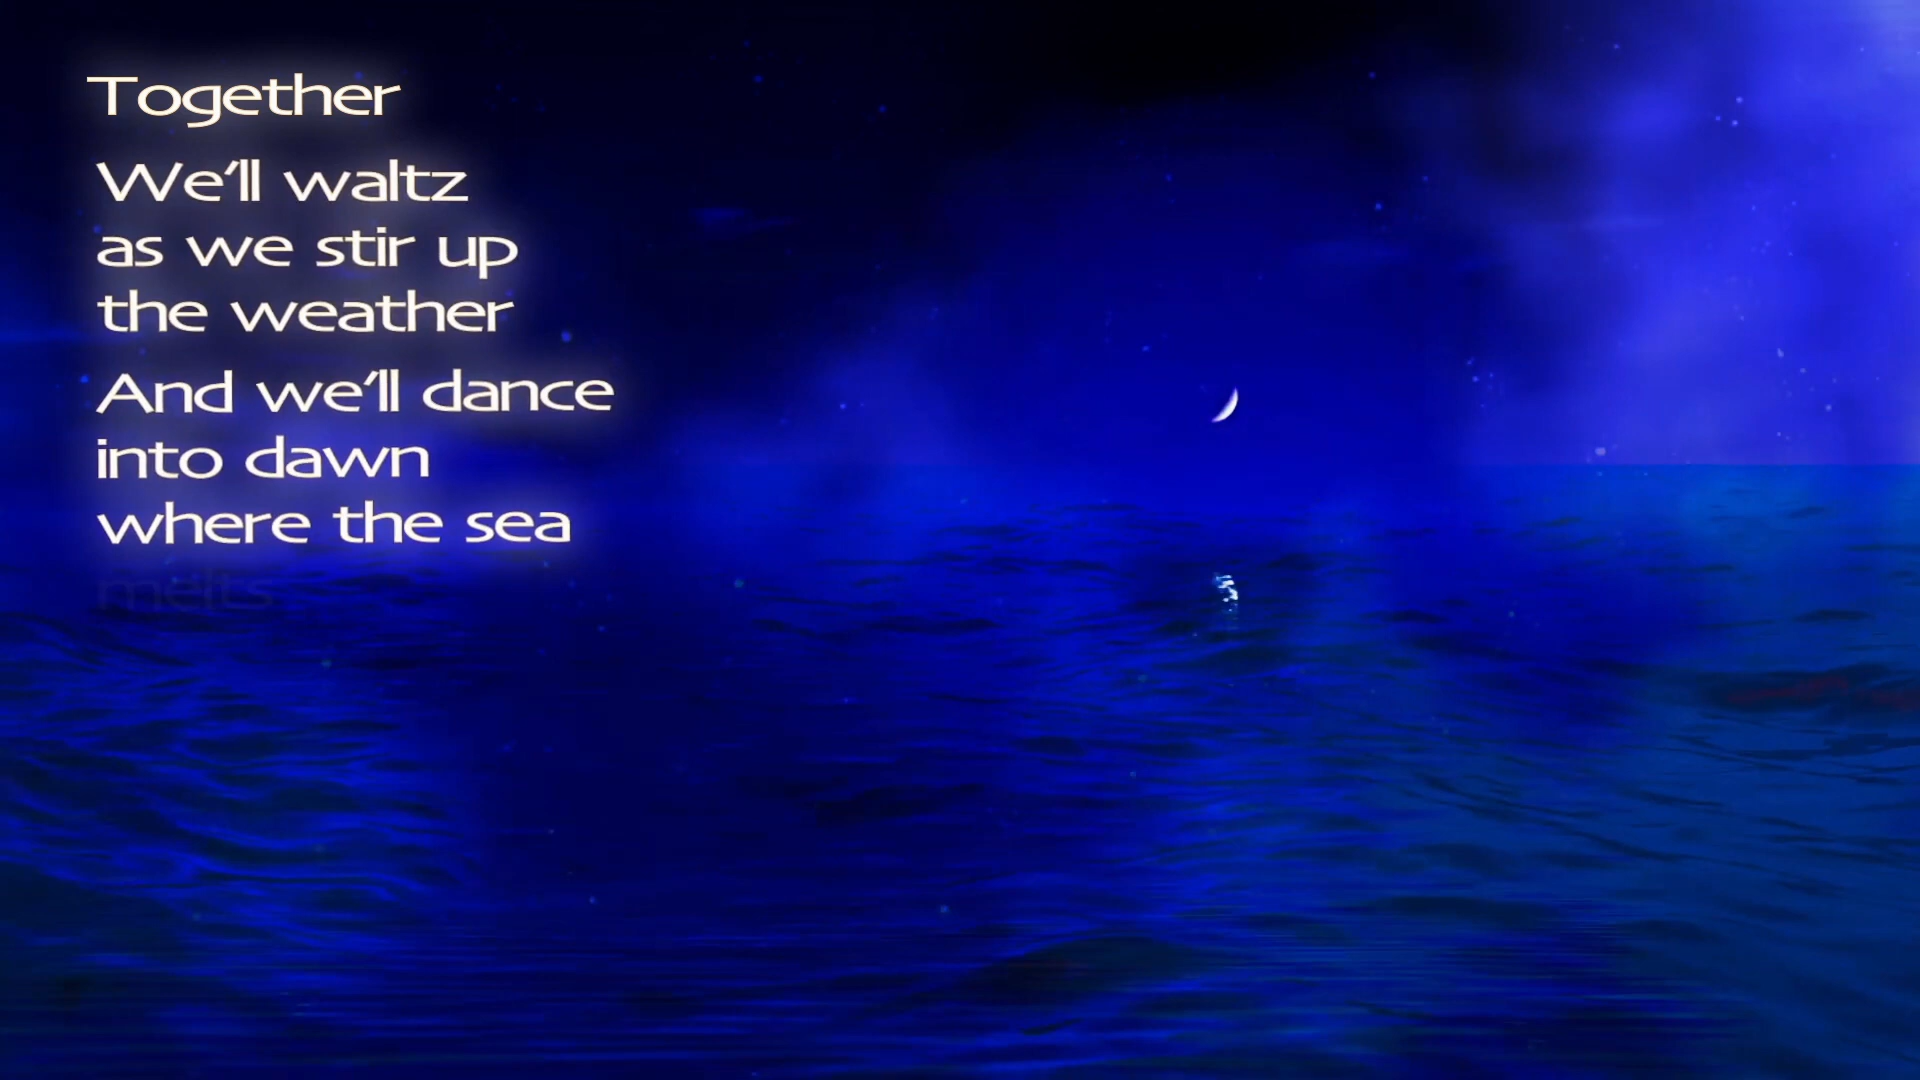 Together
We'll waltz
as we stir up
the weather
And we'll dance
into dawn
where the sea
melts